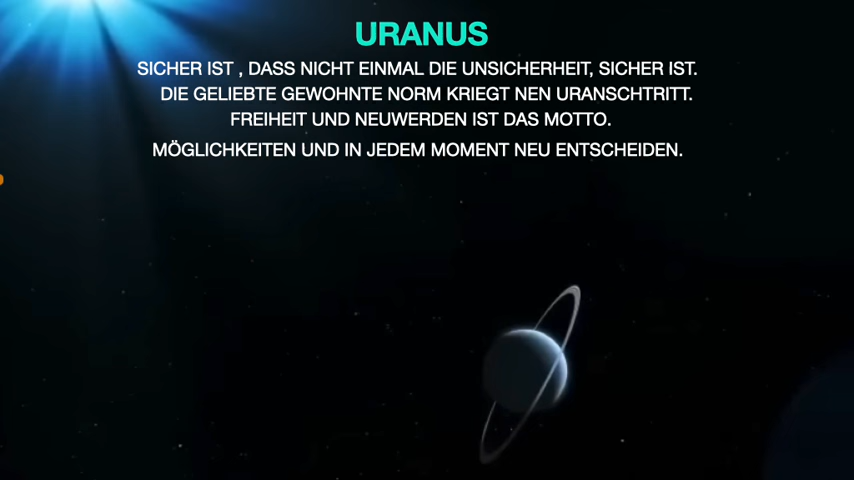 URANUS
SICHER IST , DASS NICHT EINMAL DIE UNSICHERHEIT, SICHER IST.
DIE GELIEBTE GEWOHNTE NORM KRIEGT NEN URANSCHTRITT.
FREIHEIT UND NEUWERDEN IST DAS MOTTO.
MÖGLICHKEITEN UND IN JEDEM MOMENT NEU ENTSCHEIDEN.